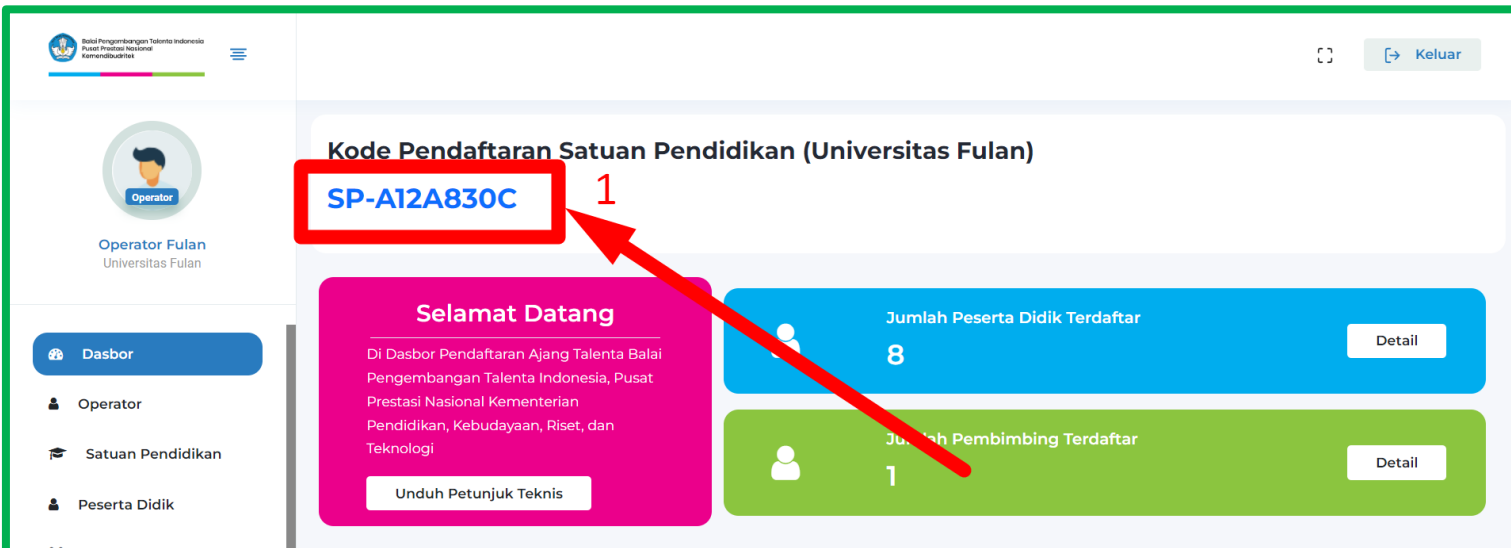 Balai Pengembangan Talenta Indonesia
Pusat Prestasi Nasional
Kemendibudritek
Keluar
Kode Pendaftaran Satuan Pendidikan (Universitas Fulan)
SP-A12A830C
1
Operator
Operator Fulan
Universitas Fulan
Dasbor
Operator
Satuan Pendidikan
Peserta Didik
Selamat Datang
Di Dasbor Pendaftaran Ajang Talenta Balai
Pengembangan Talenta Indonesia, Pusat
Prestasi Nasional Kementerian
Pendidikan, Kebudayaan, Riset, dan
Teknologi
Unduh Petunjuk Teknis
Jumlah Peserta Didik Terdaftar
8
Detail
Jumlah Pembimbing Terdaftar
1
Detail